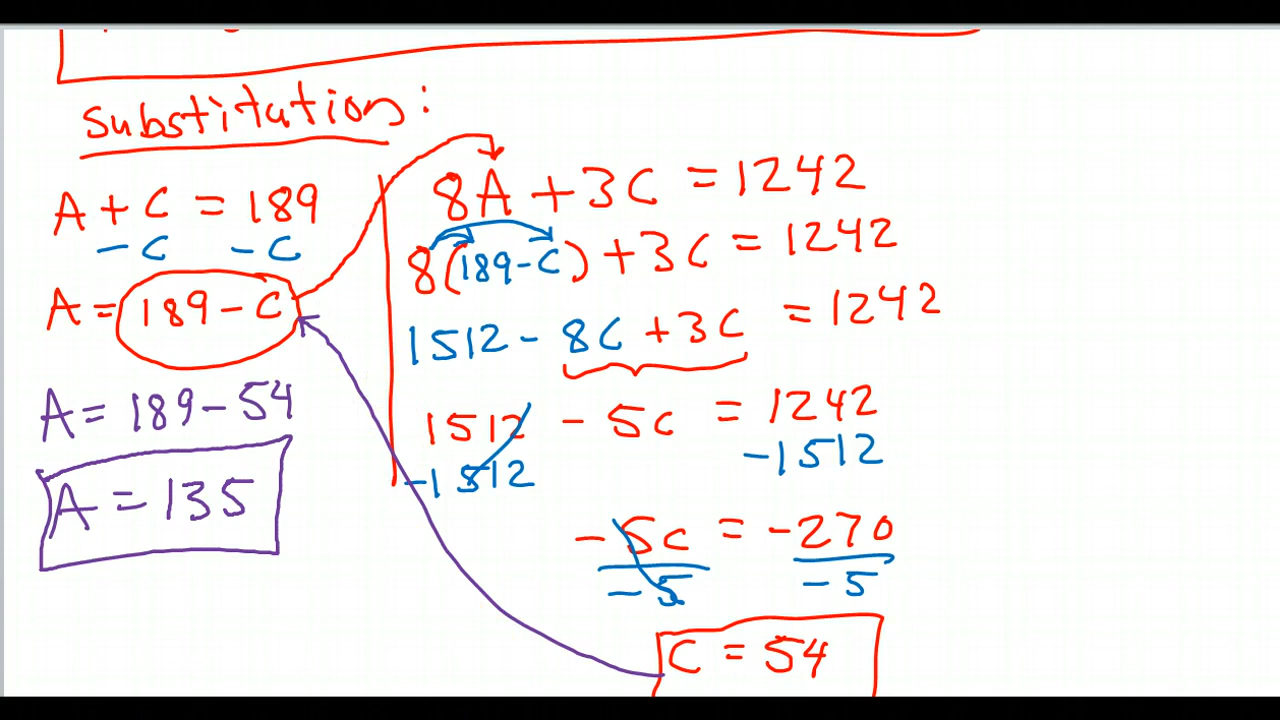 Substitution:
A + C = 189
- C - C
A = 189 - C
A = 189 - 54
A = 135
8A + 3C = 1242
8(189 - C) + 3C = 1242
1512 - 8C + 3C = 1242
1512 - 5C = 1242
-1512 -1512
-5C = -270
-5 -5
C = 54